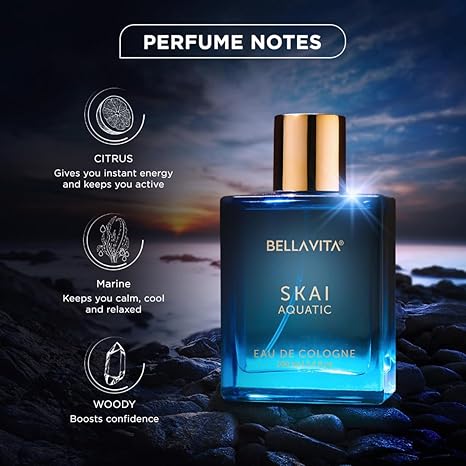 PERFUME NOTES
CITRUS
Gives you instant energy
and keeps you active
Marine
Keeps you calm, cool
and relaxed
WOODY
Boosts confidence
BELLAVITA®
SKAI
AQUATIC
EAU DE COLOGNE